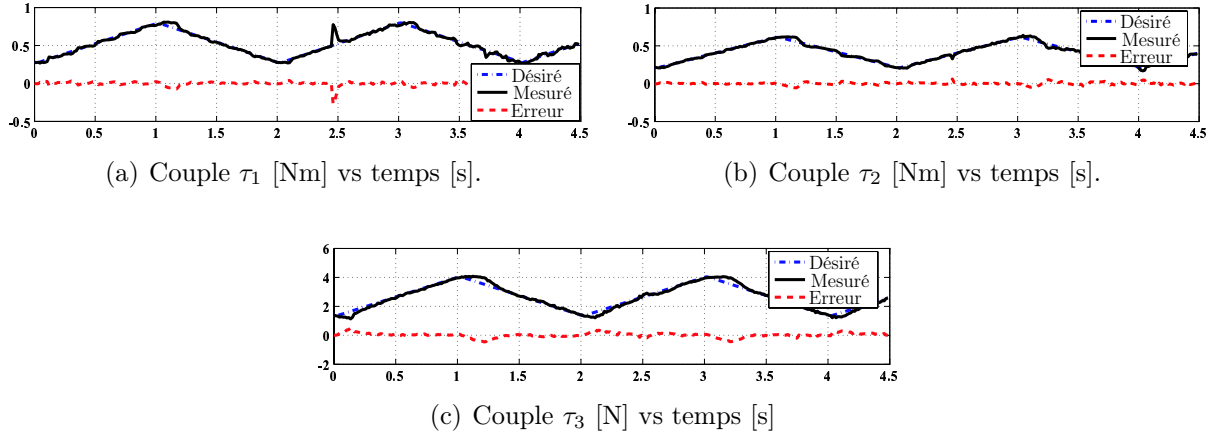 1
0.5
0
-0.5
0 0.5 1 1.5 2 2.5 3 3.5 4 4.5
Désiré
Mesuré
Erreur
(a) Couple τ₁ [Nm] vs temps [s].
1
0.5
0
-0.5
0 0.5 1 1.5 2 2.5 3 3.5 4 4.5
Désiré
Mesuré
Erreur
(b) Couple τ₂ [Nm] vs temps [s].
6
4
2
0
-2
0 0.5 1 1.5 2 2.5 3 3.5 4 4.5
Désiré
Mesuré
Erreur
(c) Couple τ₃ [N] vs temps [s]